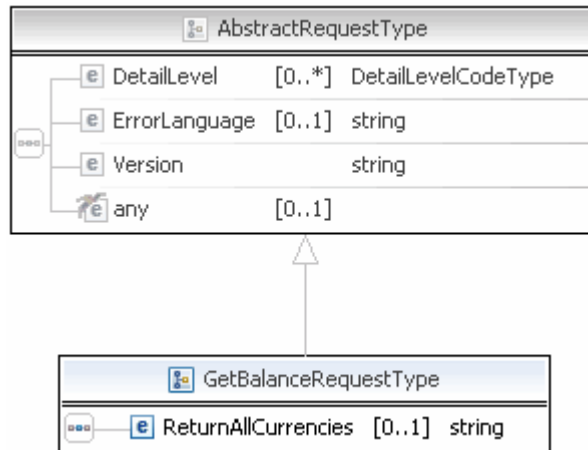 AbstractRequestType
e DetailLevel [0..*] DetailLevelCodeType
e ErrorLanguage [0..1] string
e Version string
e any [0..1]
GetBalanceRequestType
e ReturnAllCurrencies [0..1] string